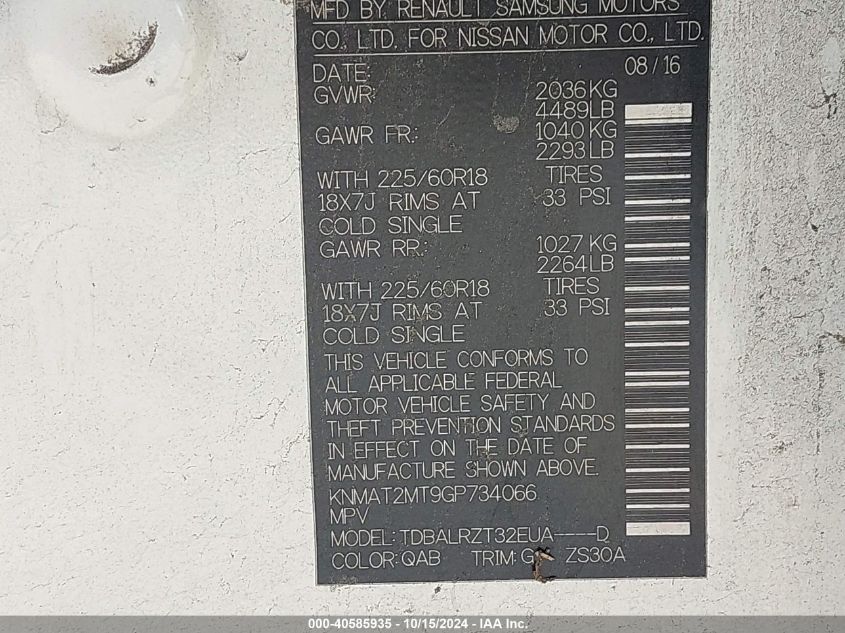 MFD BY RENAULT SAMSUNG MOTORS
CO., LTD. FOR NISSAN MOTOR CO., LTD.
DATE: 08/16
GVWR: 2036KG
4489LB
GAWR FR.: 1040KG
2293LB
WITH 225/60R18 TIRES
18X7J RIMS AT 33 PSI
COLD SINGLE
GAWR RR.: 1027KG
2264LB
WITH 225/60R18 TIRES
18X7J RIMS AT 33 PSI
COLD SINGLE
THIS VEHICLE CONFORMS TO
ALL APPLICABLE FEDERAL
MOTOR VEHICLE SAFETY AND
THEFT PREVENTION STANDARDS
IN EFFECT ON THE DATE OF
MANUFACTURE SHOWN ABOVE.
KNMAT2MT9GP734066
MPV
MODEL: TDBALRZT32EUA----D
COLOR: QAB TRIM: ZS30A
00-40585935 - 10/15/2024 - IAA Inc.